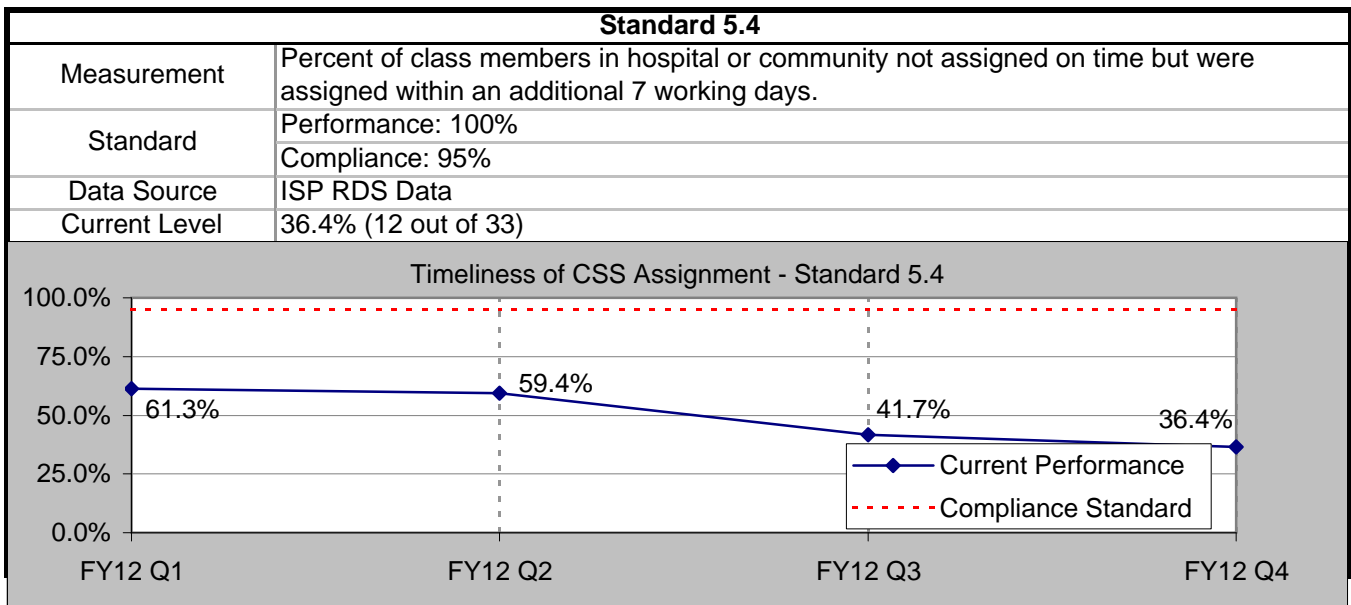 Standard 5.4
Measurement
Percent of class members in hospital or community not assigned on time but were
assigned within an additional 7 working days.
Standard
Performance: 100%
Compliance: 95%
Data Source
ISP RDS Data
Current Level
36.4% (12 out of 33)
Timeliness of CSS Assignment - Standard 5.4
100.0%
75.0%
50.0%
25.0%
0.0%
61.3%
59.4%
41.7%
36.4%
Current Performance
Compliance Standard
FY12 Q1
FY12 Q2
FY12 Q3
FY12 Q4